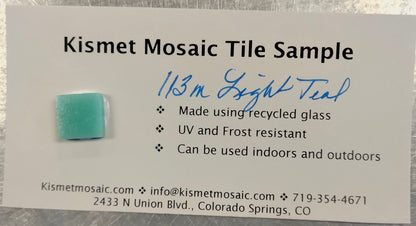 Kismet Mosaic Tile Sample
113m Light Teal
❖ Made using recycled glass
❖ UV and Frost resistant
❖ Can be used indoors and outdoors
Kismetmosaic.com ❖ info@kismetmosaic.com ❖ 719-354-4671
2433 N Union Blvd., Colorado Springs, CO